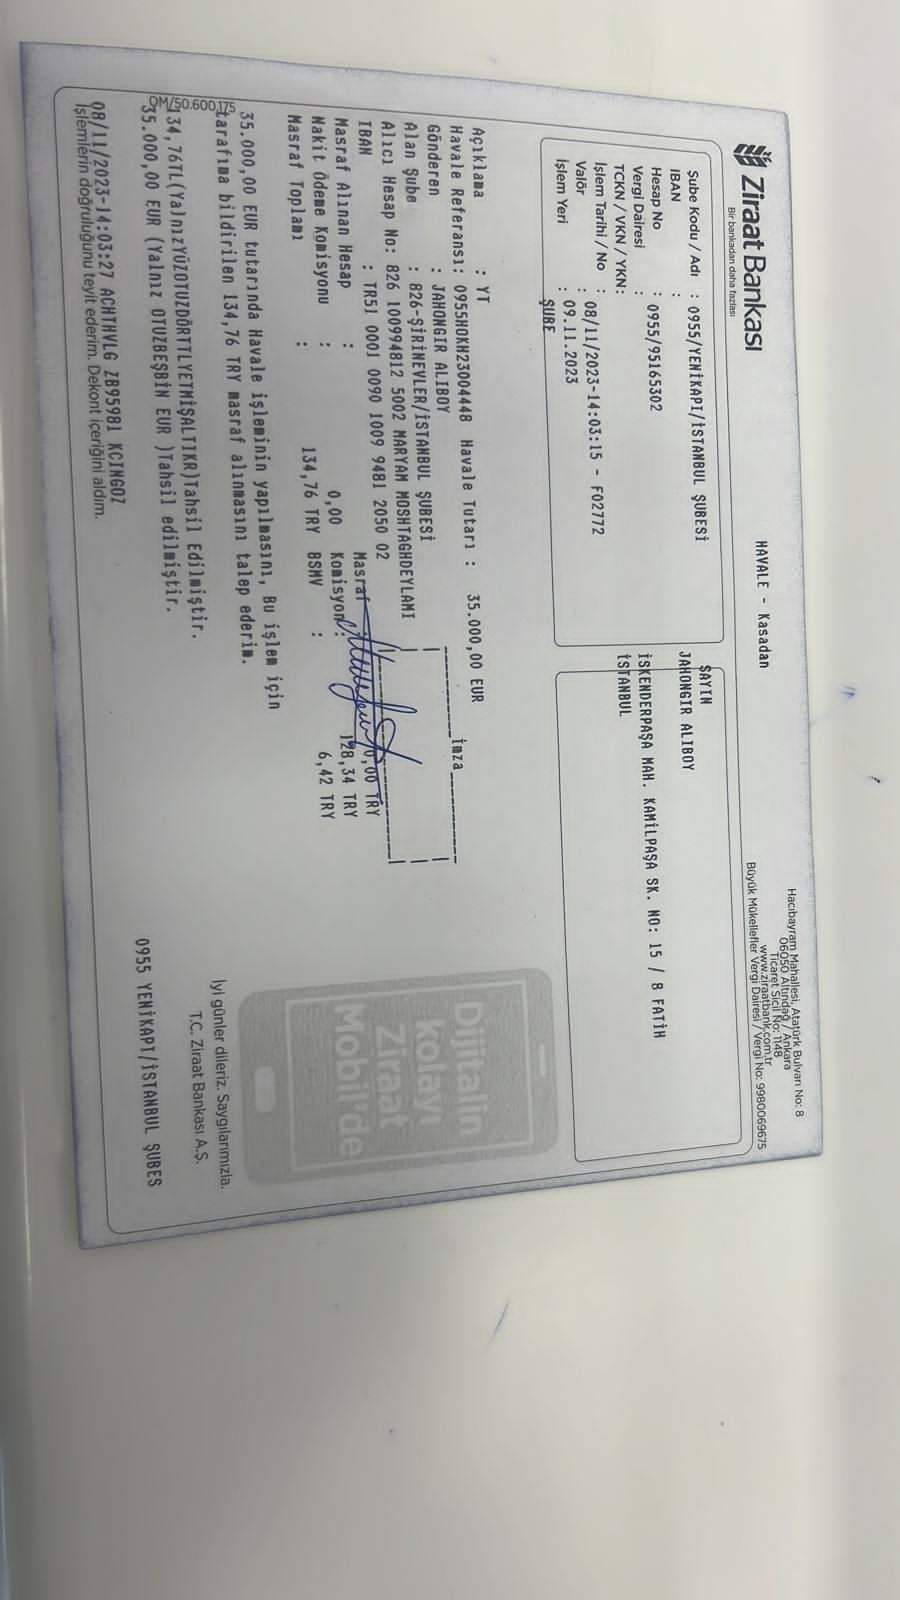 Ziraat Bankası
Bir bankadan daha fazlası
HAVALE - Kasadan
Hacıbayram Mahallesi, Atatürk Bulvarı No: 8
06050 Altındağ / Ankara
Ticaret Sicil No: 1148
www.ziraatbank.com.tr
Büyük Mükellefler Vergi Dairesi / Vergi No: 9980069675
Şube Kodu / Adı : 0955/YENİKAPI/İSTANBUL ŞUBESİ
IBAN :
Hesap No : 0955/95165302
Vergi Dairesi :
TCKN / VKN / YKN:
İşlem Tarihi / No : 08/11/2023-14:03:15 - F02772
Valör : 09.11.2023
İşlem Yeri : ŞUBE
SAYIN
JAHONGIR ALIBOY
İSKENDERPAŞA MAH. KAMİLPAŞA SK. NO: 15 / 8 FATİH
İSTANBUL
Açıklama : YT
Havale Referansı: 0955HOKH23004448 Havale Tutarı : 35.000,00 EUR
Gönderen : JAHONGIR ALIBOY
Alan Şube : 826-ŞİRİNEVLER/İSTANBUL ŞUBESİ
Alıcı Hesap No: 826 100994812 5002 MARYAM MOSHTAGHDEYLAMI
IBAN : TR51 0001 0090 1009 9481 2050 02
İmza
Masraf Alınan Hesap : Masraf : 0,00 TRY
Nakit Ödeme Komisyonu : 0,00 Komisyon : 128,34 TRY
Masraf Toplamı : 134,76 TRY BSMV : 6,42 TRY
35.000,00 EUR tutarında Havale işleminin yapılmasını, Bu işlem için
tarafıma bildirilen 134,76 TRY masraf alınmasını talep ederim.
134,76TL(YalnızYÜZOTUZDÖRTTLYETMİŞALTIKR)Tahsil Edilmiştir.
35.000,00 EUR (Yalnız OTUZBEŞBİN EUR )Tahsil edilmiştir.
OM/50.600.175
08/11/2023-14:03:27 ACHTHVLG ZB95981 KCINGOZ
İşlemlerin doğruluğunu teyit ederim. Dekont içeriğini aldım.
Dijitalin
kolayı
Ziraat
Mobil'de
İyi günler dileriz. Saygılarımızla.
T.C. Ziraat Bankası A.Ş.
0955 YENİKAPI/İSTANBUL ŞUBES